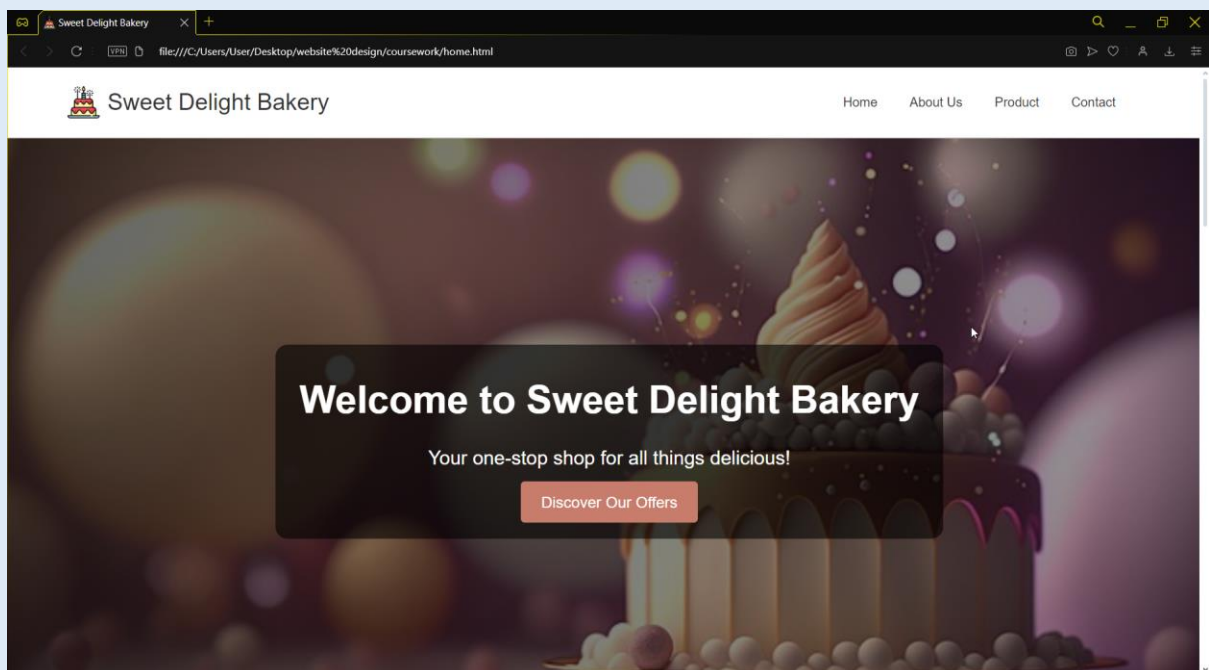 Sweet Delight Bakery
VPN file:///C:/Users/User/Desktop/website%20design/coursework/home.html
Sweet Delight Bakery
Home About Us Product Contact
Welcome to Sweet Delight Bakery
Your one-stop shop for all things delicious!
Discover Our Offers